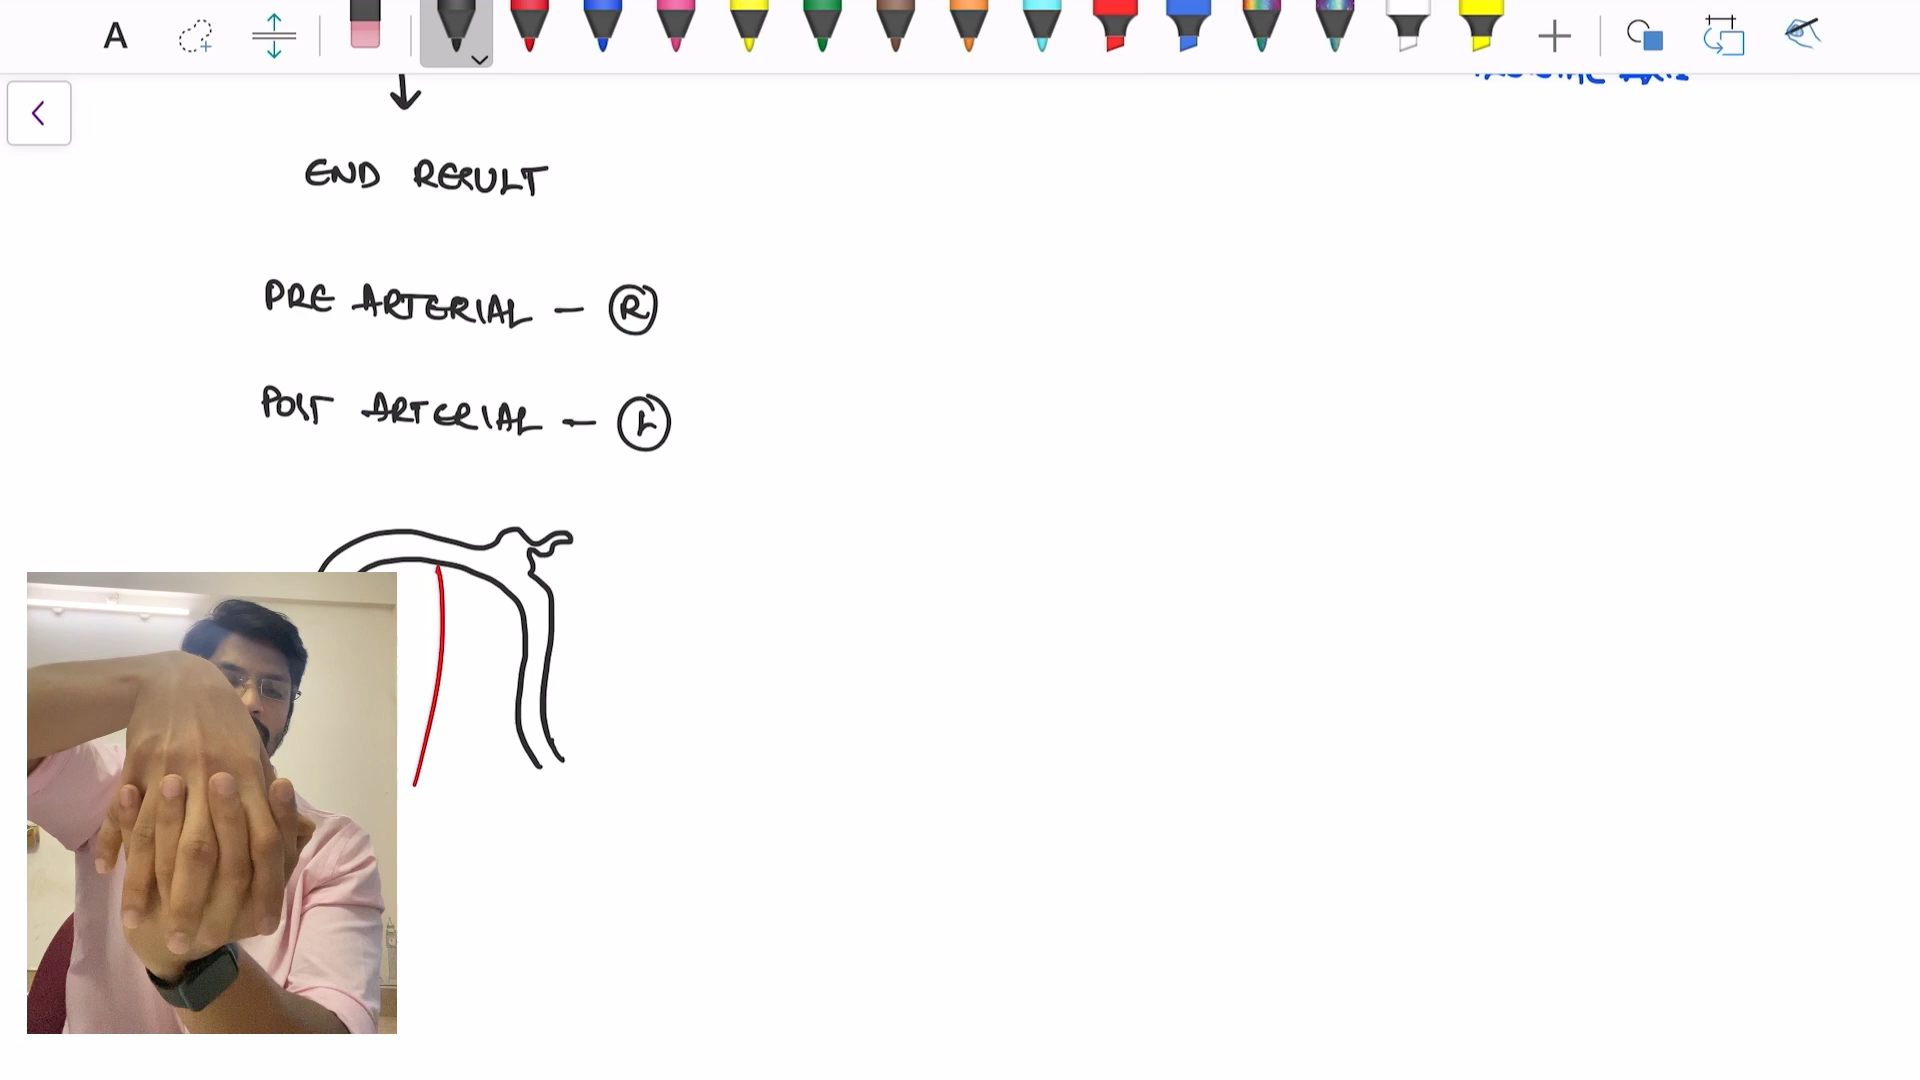 A
END RESULT
PRE ARTERIAL - R
POST ARTERIAL - L